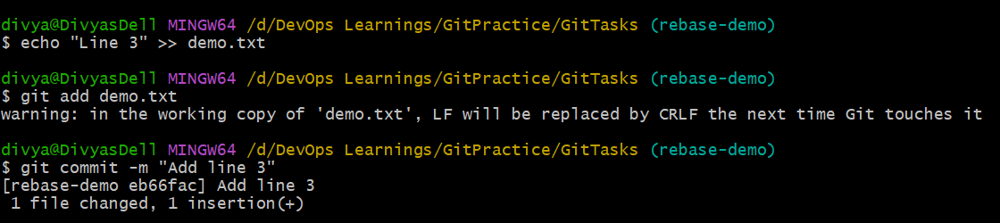 divya@DivyasDell MINGW64 /d/DevOps Learnings/GitPractice/GitTasks (rebase-demo)
$ echo "Line 3" >> demo.txt
divya@DivyasDell MINGW64 /d/DevOps Learnings/GitPractice/GitTasks (rebase-demo)
$ git add demo.txt
warning: in the working copy of 'demo.txt', LF will be replaced by CRLF the next time Git touches it
divya@DivyasDell MINGW64 /d/DevOps Learnings/GitPractice/GitTasks (rebase-demo)
$ git commit -m "Add line 3"
[rebase-demo eb66fac] Add line 3
 1 file changed, 1 insertion(+)